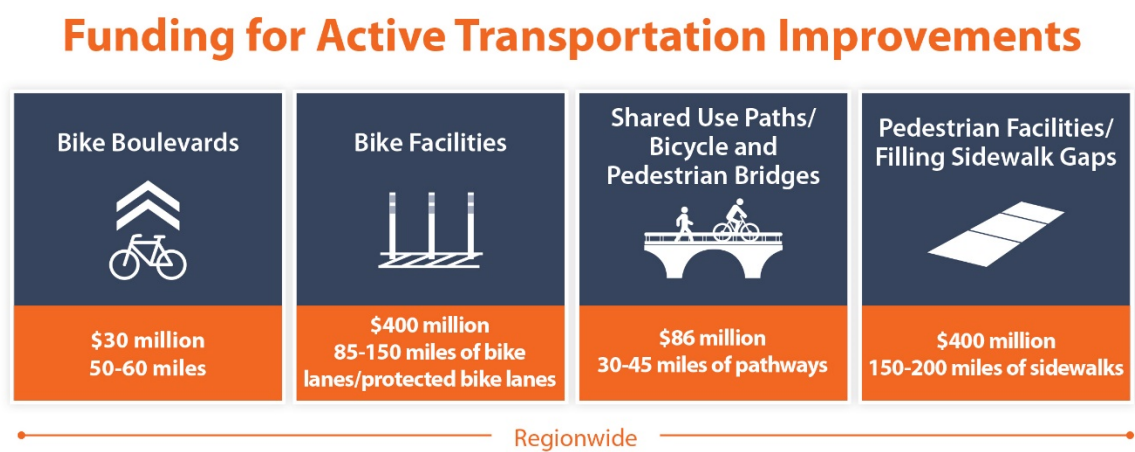 Funding for Active Transportation Improvements
Bike Boulevards
$30 million
50-60 miles
Bike Facilities
$400 million
85-150 miles of bike
lanes/protected bike lanes
Shared Use Paths/
Bicycle and
Pedestrian Bridges
$86 million
30-45 miles of pathways
Pedestrian Facilities/
Filling Sidewalk Gaps
$400 million
150-200 miles of sidewalks
Regionwide